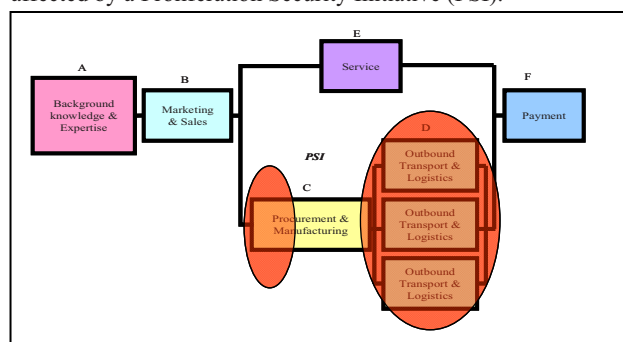 affected by a Proliferation Security Initiative (PSI).
E
Service
A
Background
knowledge &
Expertise
B
Marketing
& Sales
F
Payment
PSI
C
Procurement &
Manufacturing
D
Outbound
Transport &
Logistics
Outbound
Transport &
Logistics
Outbound
Transport &
Logistics